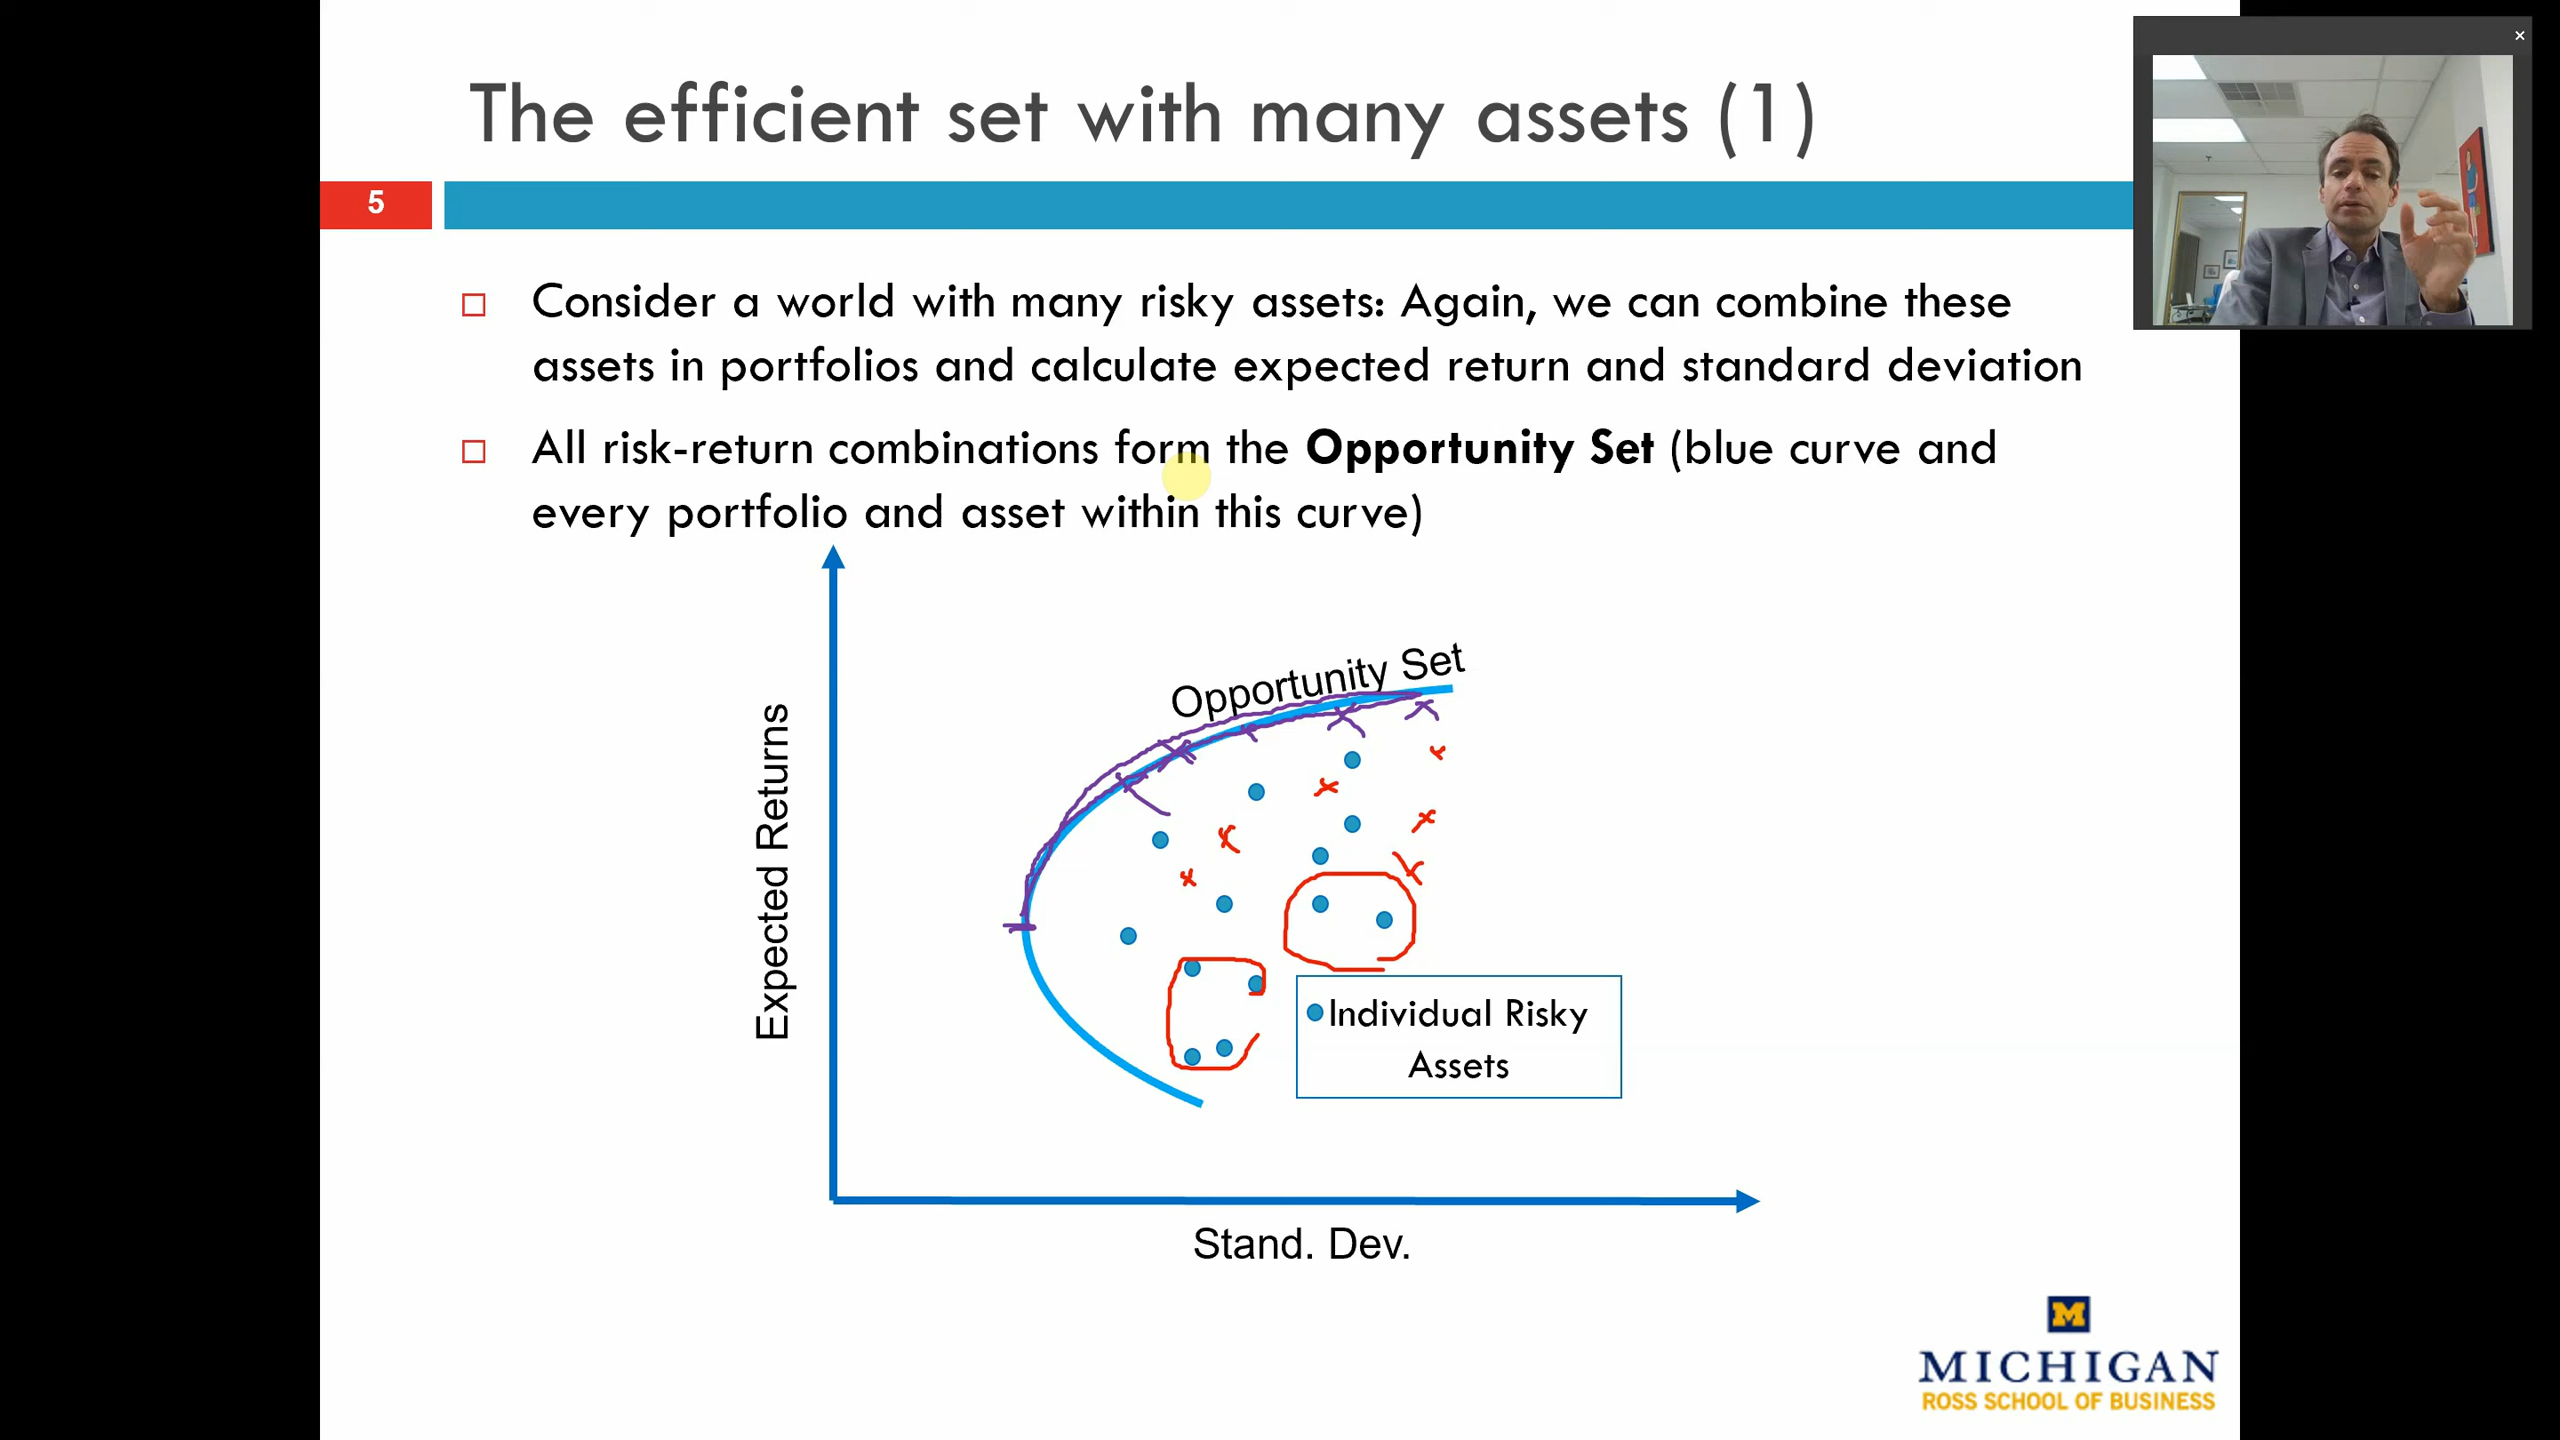 The efficient set with many assets (1)
5
Consider a world with many risky assets: Again, we can combine these
assets in portfolios and calculate expected return and standard deviation
All risk-return combinations form the Opportunity Set (blue curve and
every portfolio and asset within this curve)
Opportunity Set
Expected Returns
Individual Risky
Assets
Stand. Dev.
M
MICHIGAN
ROSS SCHOOL OF BUSINESS